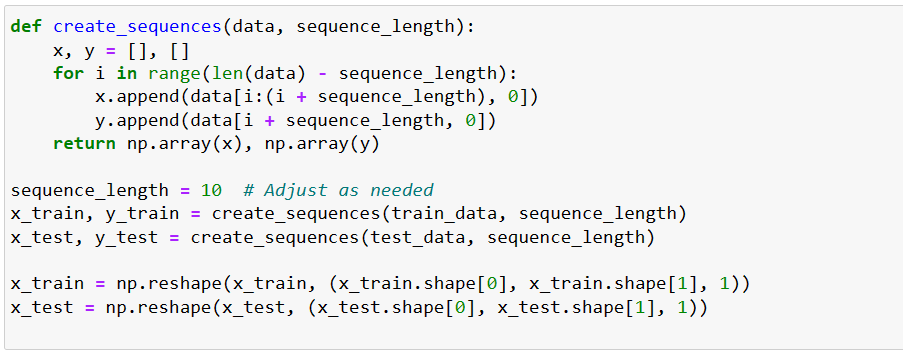 def create_sequences(data, sequence_length):
    x, y = [], []
    for i in range(len(data) - sequence_length):
        x.append(data[i:(i + sequence_length), 0])
        y.append(data[i + sequence_length, 0])
    return np.array(x), np.array(y)

sequence_length = 10  # Adjust as needed
x_train, y_train = create_sequences(train_data, sequence_length)
x_test, y_test = create_sequences(test_data, sequence_length)

x_train = np.reshape(x_train, (x_train.shape[0], x_train.shape[1], 1))
x_test = np.reshape(x_test, (x_test.shape[0], x_test.shape[1], 1))